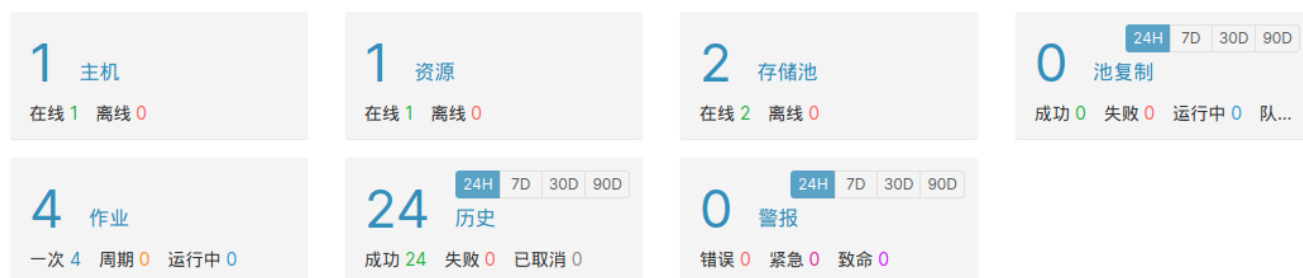 24H 7D 30D 90D
1 主机
1 资源
2 存储池
0 池复制
在线 1 离线 0
在线 1 离线 0
在线 2 离线 0
成功 0 失败 0 运行中 0 队...
24H 7D 30D 90D
24H 7D 30D 90D
4 作业
24 历史
0 警报
一次 4 周期 0 运行中 0
成功 24 失败 0 已取消 0
错误 0 紧急 0 致命 0